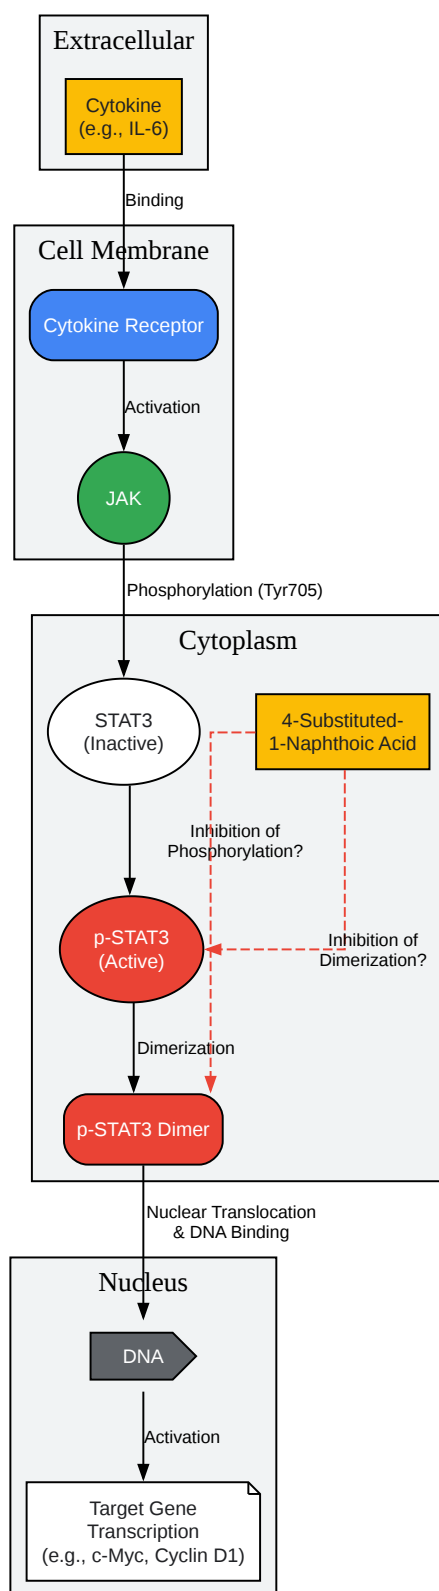 Extracellular
Cytokine
(e.g., IL-6)
Binding
Cell Membrane
Cytokine Receptor
Activation
JAK
Phosphorylation (Tyr705)
Cytoplasm
STAT3
(Inactive)
4-Substituted-
1-Naphthoic Acid
Inhibition of
Phosphorylation?
p-STAT3
(Active)
Inhibition of
Dimerization?
Dimerization
p-STAT3 Dimer
Nuclear Translocation
& DNA Binding
Nucleus
DNA
Activation
Target Gene
Transcription
(e.g., c-Myc, Cyclin D1)